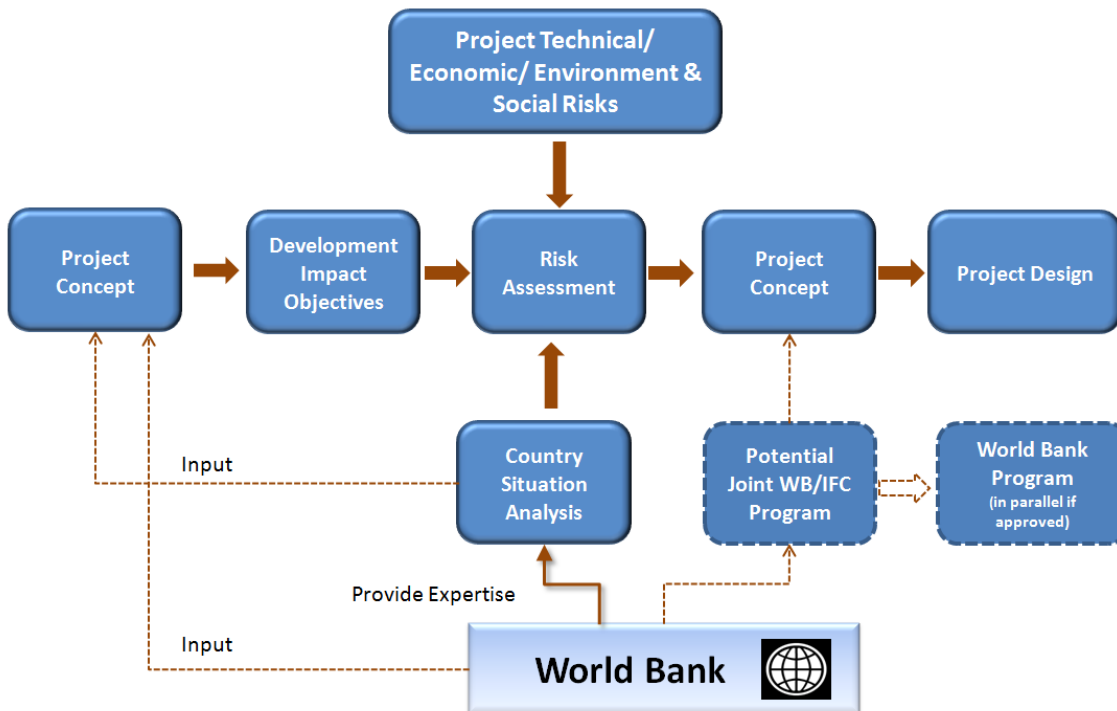 Project Technical/
Economic/ Environment &
Social Risks
Project
Concept
Development
Impact
Objectives
Risk
Assessment
Project
Concept
Project Design
Input
Country
Situation
Analysis
Potential
Joint WB/IFC
Program
World Bank
Program
(in parallel if
approved)
Provide Expertise
Input
World Bank